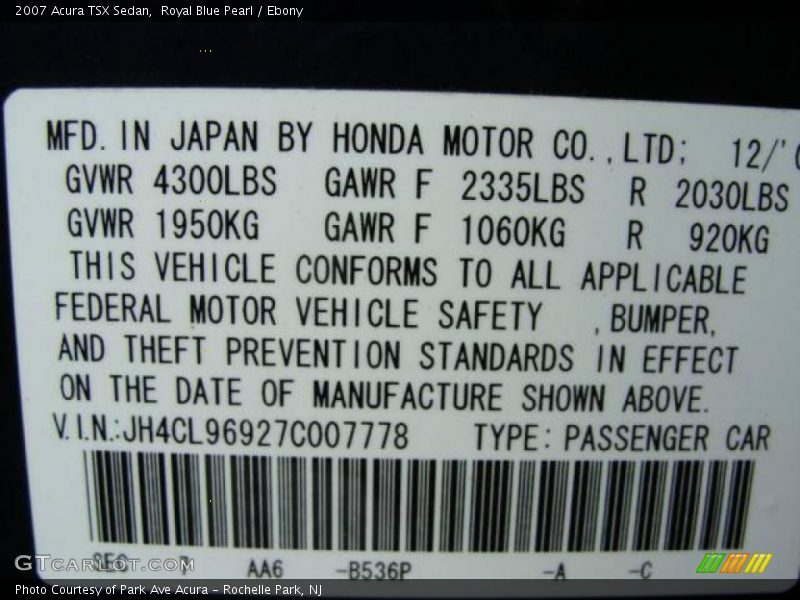 2007 Acura TSX Sedan, Royal Blue Pearl / Ebony
MFD. IN JAPAN BY HONDA MOTOR CO., LTD; 12/'0
GVWR 4300LBS GAWR F 2335LBS R 2030LBS
GVWR 1950KG GAWR F 1060KG R 920KG
THIS VEHICLE CONFORMS TO ALL APPLICABLE
FEDERAL MOTOR VEHICLE SAFETY , BUMPER,
AND THEFT PREVENTION STANDARDS IN EFFECT
ON THE DATE OF MANUFACTURE SHOWN ABOVE.
V.I.N.:JH4CL96927C007778 TYPE: PASSENGER CAR
SEC 7 AA6 -B536P -A -C
GTCARLOT.COM
Photo Courtesy of Park Ave Acura - Rochelle Park, NJ